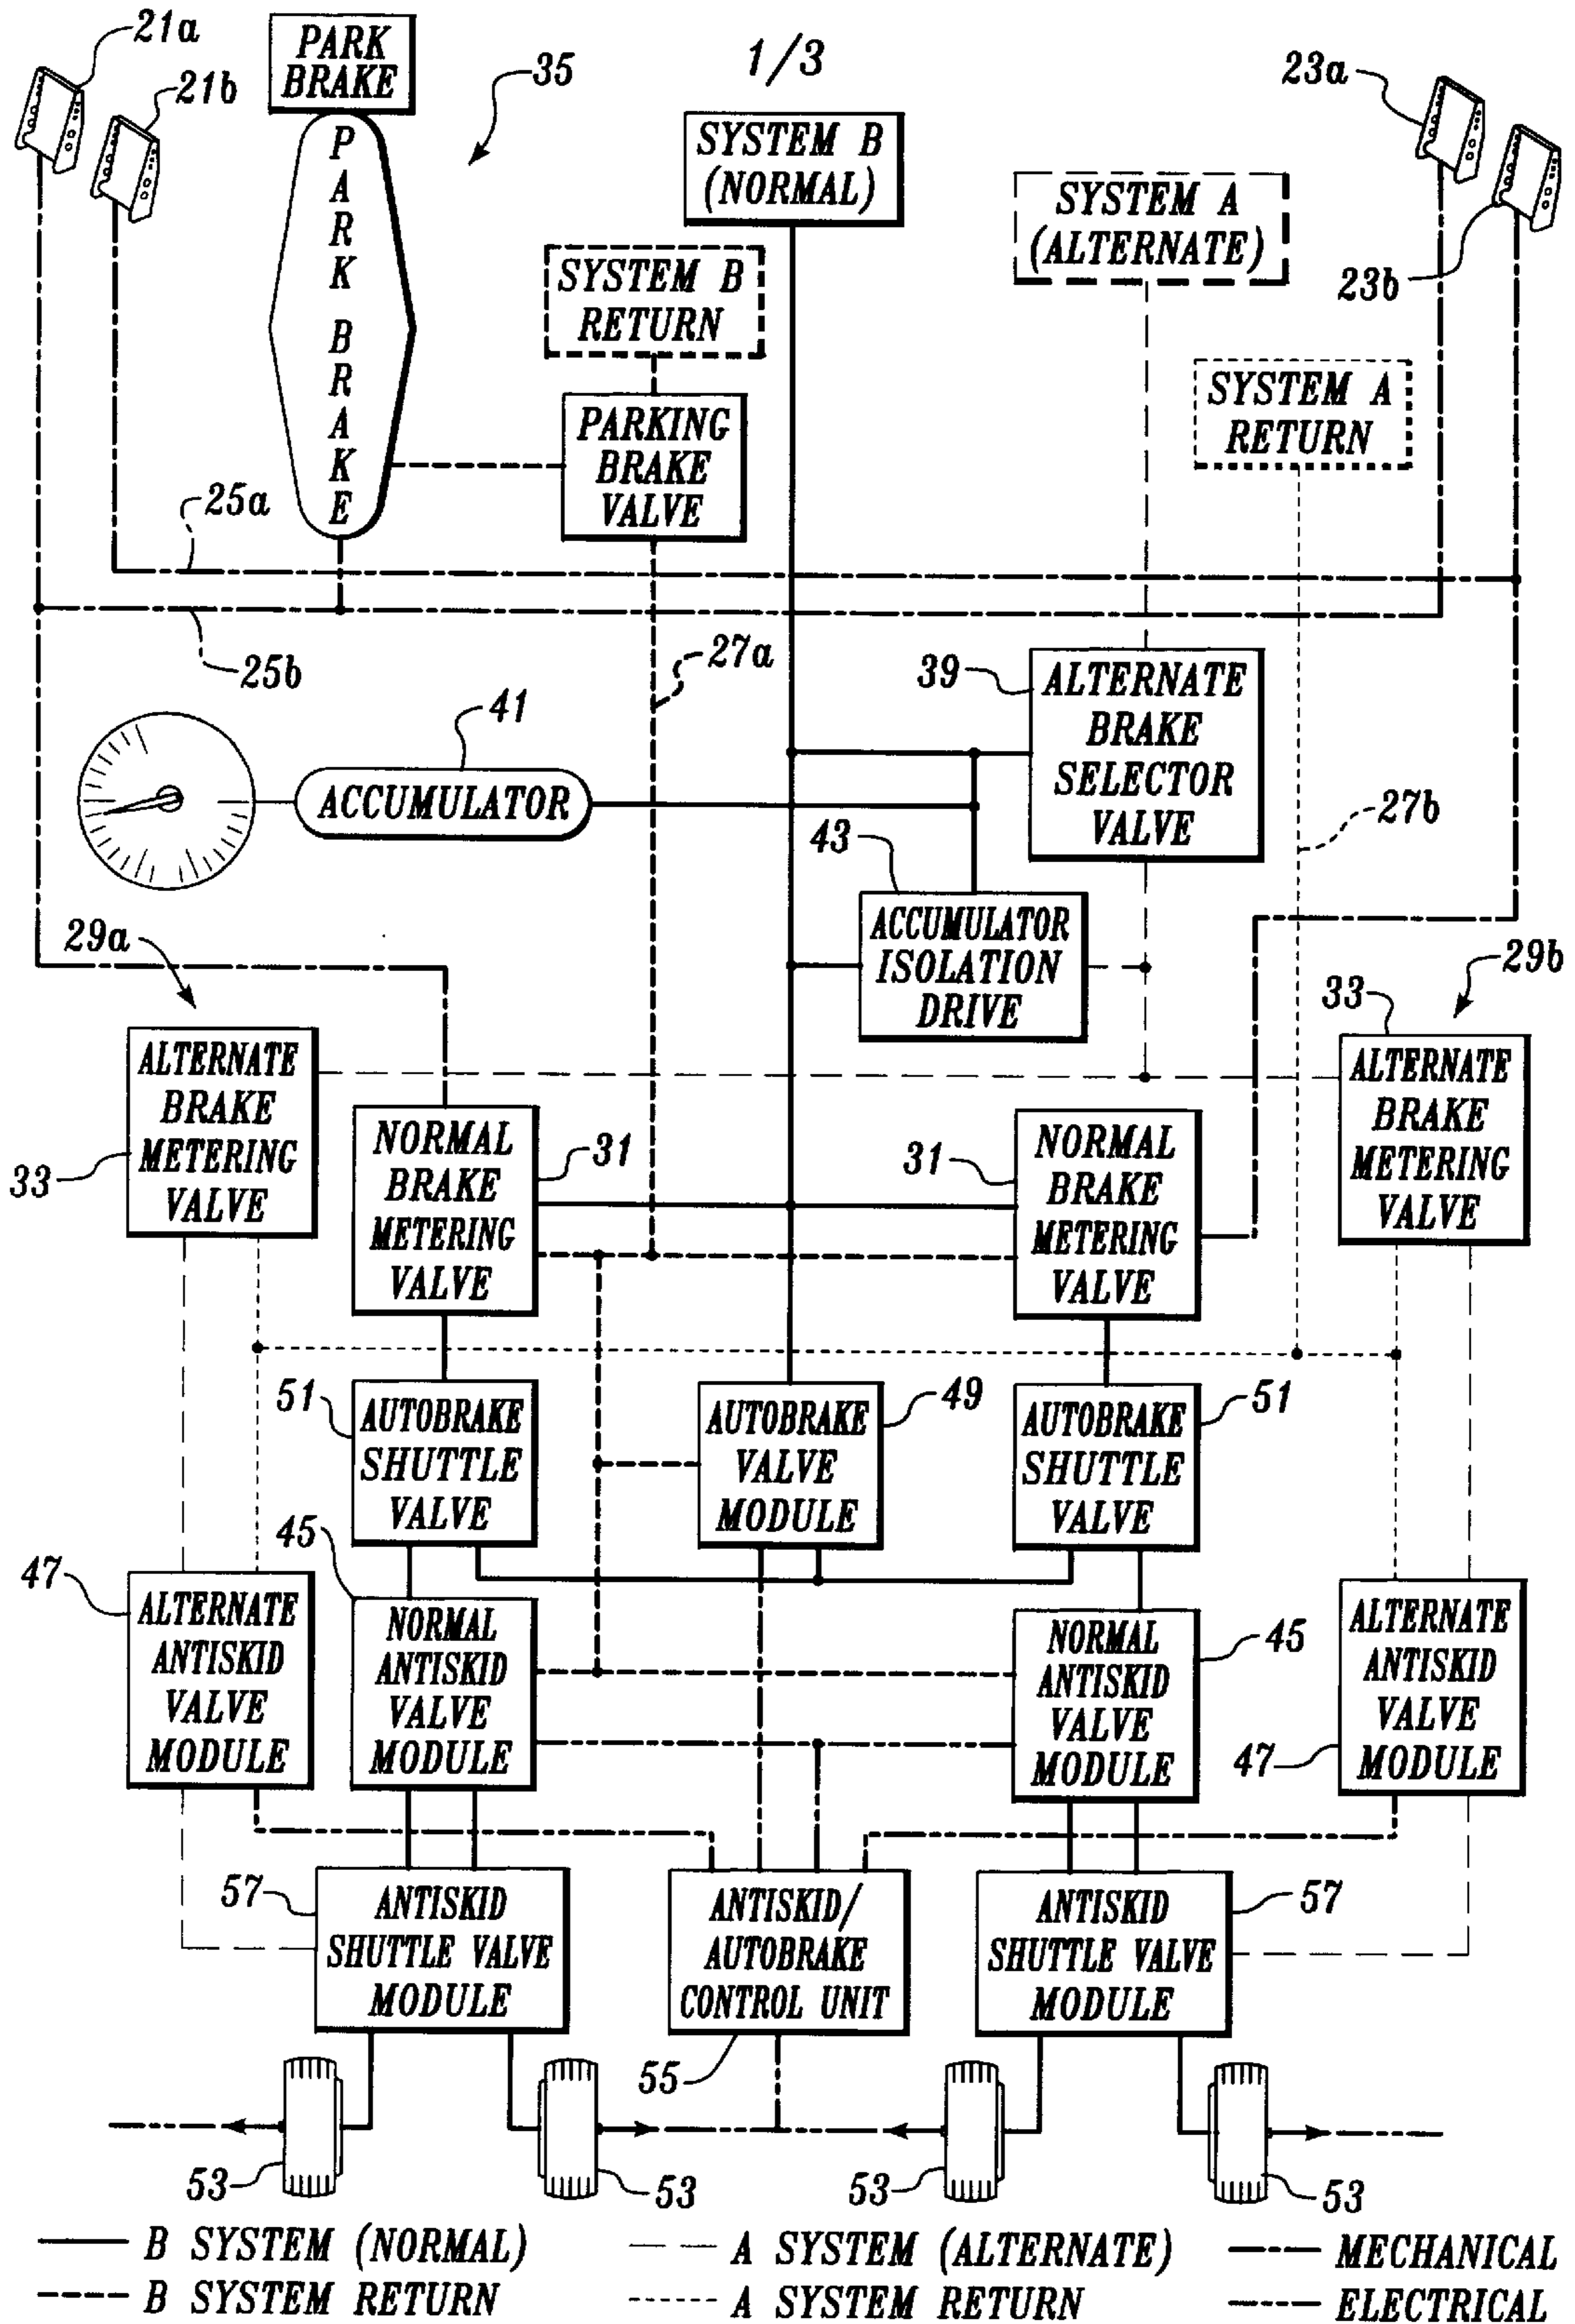 21a
21b
PARK
BRAKE
35
1/3
23a
23b
PARK BRAKE
SYSTEM B
(NORMAL)
SYSTEM A
(ALTERNATE)
SYSTEM B
RETURN
SYSTEM A
RETURN
PARKING
BRAKE
VALVE
25a
25b
27a
39
ALTERNATE
BRAKE
SELECTOR
VALVE
41
ACCUMULATOR
27b
43
ACCUMULATOR
ISOLATION
DRIVE
29a
29b
33
ALTERNATE
BRAKE
METERING
VALVE
33
NORMAL
BRAKE
METERING
VALVE
31
31
NORMAL
BRAKE
METERING
VALVE
ALTERNATE
BRAKE
METERING
VALVE
51
AUTOBRAKE
SHUTTLE
VALVE
AUTOBRAKE
VALVE
MODULE
49
AUTOBRAKE
SHUTTLE
VALVE
51
47
ALTERNATE
ANTISKID
VALVE
MODULE
45
NORMAL
ANTISKID
VALVE
MODULE
NORMAL
ANTISKID
VALVE
MODULE
45
ALTERNATE
ANTISKID
VALVE
MODULE
47
57
ANTISKID
SHUTTLE VALVE
MODULE
ANTISKID/
AUTOBRAKE
CONTROL UNIT
55
ANTISKID
SHUTTLE VALVE
MODULE
57
53
53
53
53
B SYSTEM (NORMAL)
A SYSTEM (ALTERNATE)
MECHANICAL
B SYSTEM RETURN
A SYSTEM RETURN
ELECTRICAL